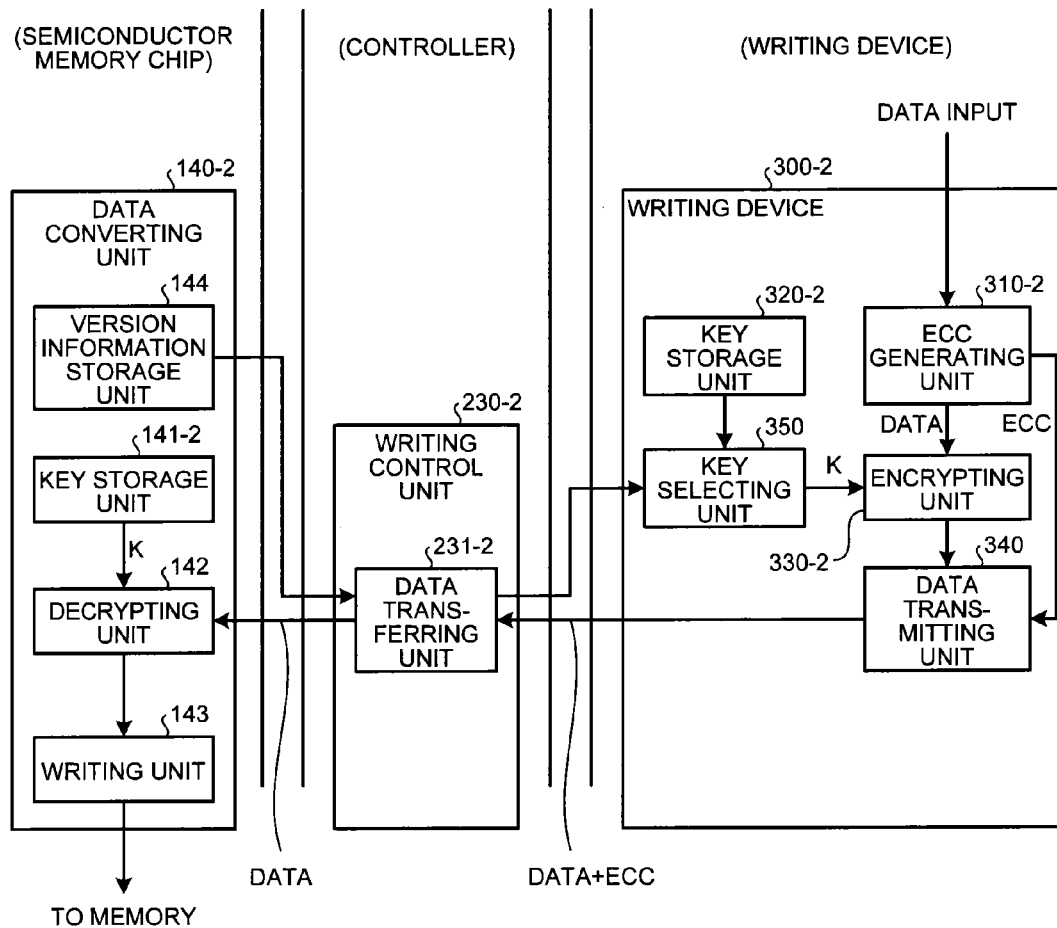 (SEMICONDUCTOR
MEMORY CHIP)
(CONTROLLER)
(WRITING DEVICE)
DATA INPUT
140-2
DATA
CONVERTING
UNIT
144
VERSION
INFORMATION
STORAGE
UNIT
141-2
KEY STORAGE
UNIT
K
142
DECRYPTING
UNIT
143
WRITING UNIT
TO MEMORY
230-2
WRITING
CONTROL
UNIT
231-2
DATA
TRANS-
FERRING
UNIT
DATA
DATA+ECC
300-2
WRITING DEVICE
320-2
KEY
STORAGE
UNIT
310-2
ECC
GENERATING
UNIT
DATA
ECC
350
KEY
SELECTING
UNIT
K
ENCRYPTING
UNIT
330-2
340
DATA
TRANS-
MITTING
UNIT